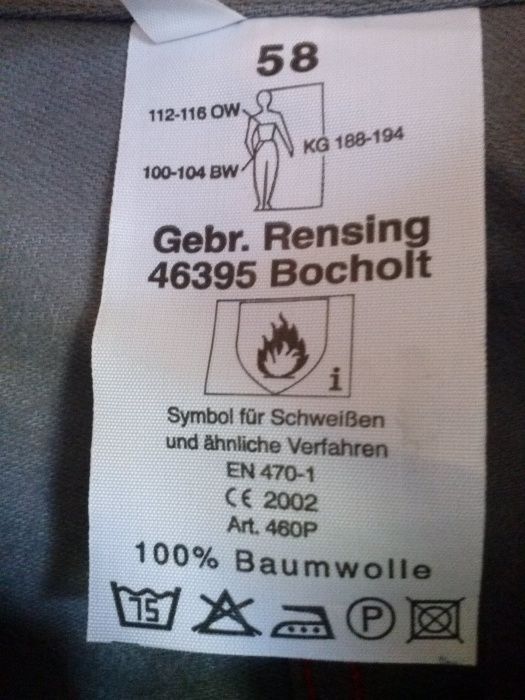 58
112-116 OW
KG 188-194
100-104 BW
Gebr. Rensing
46395 Bocholt
i
Symbol für Schweißen
und ähnliche Verfahren
EN 470-1
CE 2002
Art. 460P
100% Baumwolle
75
P